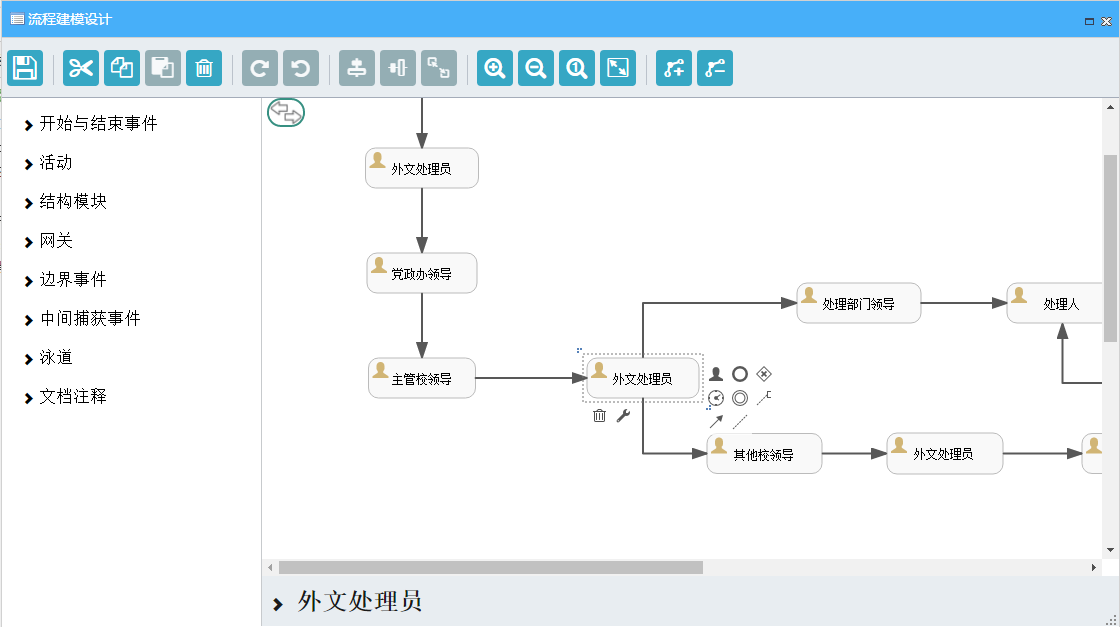 流程建模设计
开始与结束事件
活动
结构模块
网关
边界事件
中间捕获事件
泳道
文档注释
外文处理员
党政办领导
主管校领导
外文处理员
处理部门领导
处理人
其他校领导
外文处理员
外文处理员